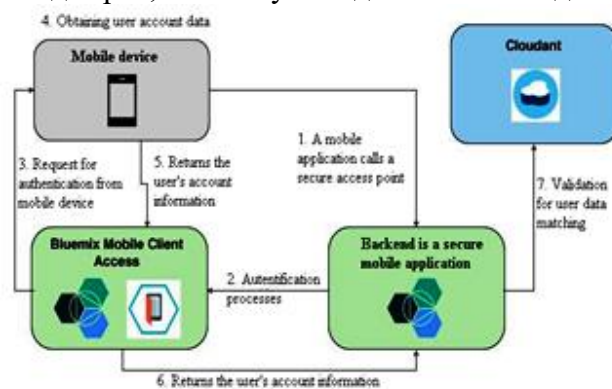 4. Obtaining user account data
Mobile device
Cloudant
1. A mobile
application calls a
secure access point
3. Request for
authentication from
mobile device
5. Returns the
user's account
information
7. Validation
for user data
matching
Bluemix Mobile Client
Access
2. Autentification
processes
Backend is a secure
mobile application
6. Returns the user's account information